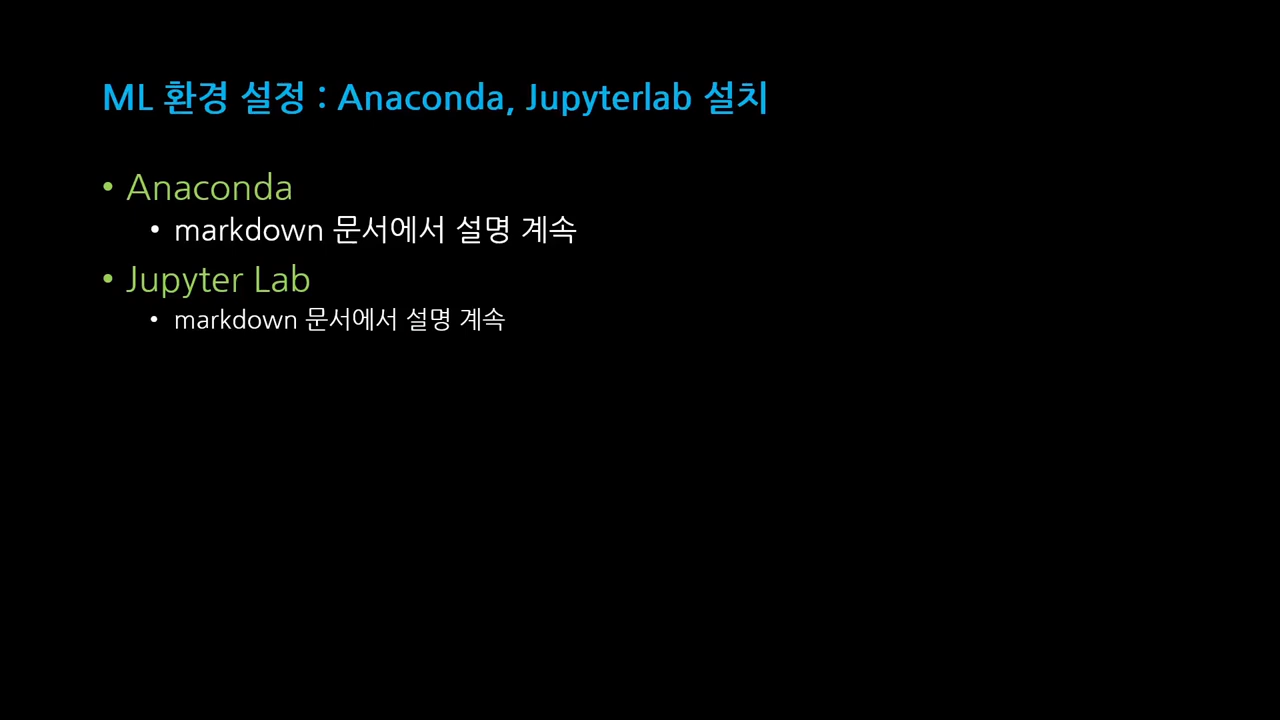 ML 환경 설정 : Anaconda, Jupyterlab 설치
• Anaconda
• markdown 문서에서 설명 계속
• Jupyter Lab
• markdown 문서에서 설명 계속